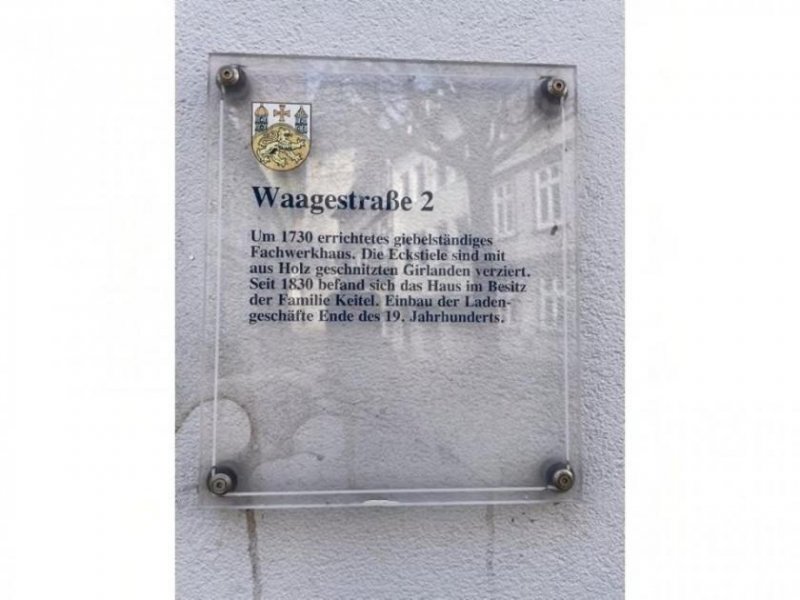 Waagestraße 2
Um 1730 errichtetes giebelständiges
Fachwerkhaus. Die Eckstiele sind mit
aus Holz geschnitzten Girlanden verziert.
Seit 1830 befand sich das Haus im Besitz
der Familie Keitel. Einbau der Laden-
geschäfte Ende des 19. Jahrhunderts.